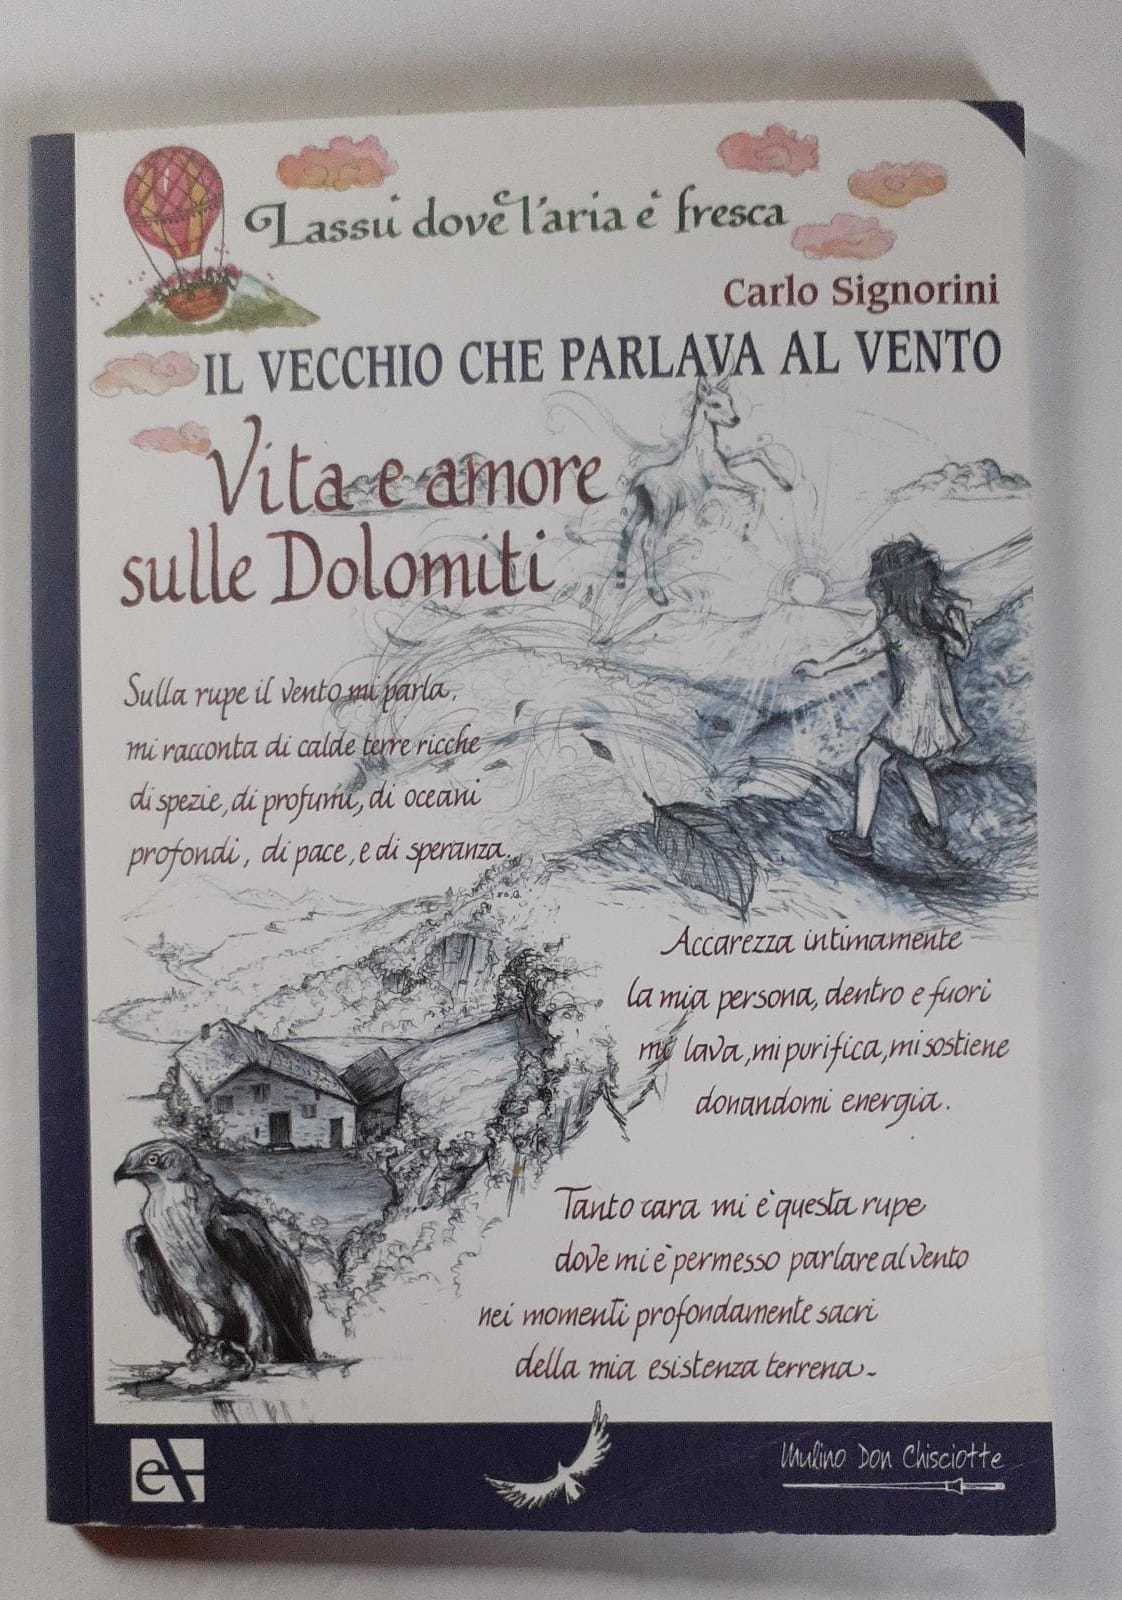 Lassù dove l'aria è fresca
Carlo Signorini
IL VECCHIO CHE PARLAVA AL VENTO
Vita e amore
sulle Dolomiti
Sulla rupe il vento mi parla,
mi racconta di calde terre ricche
di spezie, di profumi, di oceani
profondi, di pace, e di speranza.
Accarezza intimamente
la mia persona, dentro e fuori
mi lava, mi purifica, mi sostiene
donandomi energia.
Tanto cara mi è questa rupe
dove mi è permesso parlare al vento
nei momenti profondamente sacri
della mia esistenza terrena.
eA
Mulino Don Chisciotte